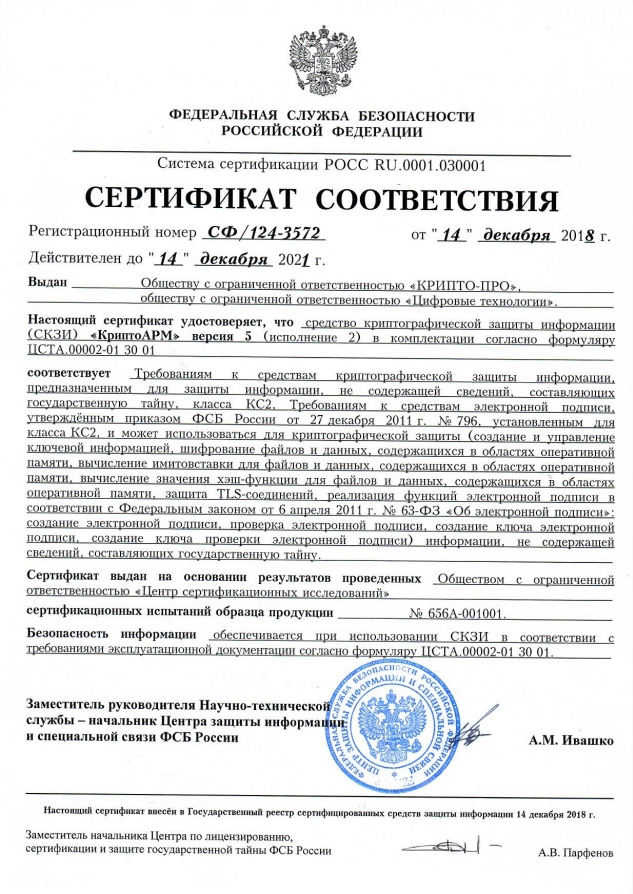 ФЕДЕРАЛЬНАЯ СЛУЖБА БЕЗОПАСНОСТИ
РОССИЙСКОЙ ФЕДЕРАЦИИ
Система сертификации РОСС RU.0001.030001
СЕРТИФИКАТ СООТВЕТСТВИЯ
Регистрационный номер СФ/124-3572 от "14" декабря 2018 г.
Действителен до "14" декабря 2021 г.
Выдан Обществу с ограниченной ответственностью «КРИПТО-ПРО»,
обществу с ограниченной ответственностью «Цифровые технологии».
Настоящий сертификат удостоверяет, что средство криптографической защиты информации
(СКЗИ) «КриптоАРМ» версия 5 (исполнение 2) в комплектации согласно формуляру
ЦСТА.00002-01 30 01
соответствует Требованиям к средствам криптографической защиты информации,
предназначенным для защиты информации, не содержащей сведений, составляющих
государственную тайну, класса КС2, Требованиям к средствам электронной подписи,
утверждённым приказом ФСБ России от 27 декабря 2011 г. № 796, установленным для
класса КС2, и может использоваться для криптографической защиты (создание и управление
ключевой информацией, шифрование файлов и данных, содержащихся в областях оперативной
памяти, вычисление имитовставки для файлов и данных, содержащихся в областях оперативной
памяти, вычисление значения хэш-функции для файлов и данных, содержащихся в областях
оперативной памяти, защита TLS-соединений, реализация функций электронной подписи в
соответствии с Федеральным законом от 6 апреля 2011 г. № 63-ФЗ «Об электронной подписи»:
создание электронной подписи, проверка электронной подписи, создание ключа электронной
подписи, создание ключа проверки электронной подписи) информации, не содержащей
сведений, составляющих государственную тайну.
Сертификат выдан на основании результатов проведенных Обществом с ограниченной
ответственностью «Центр сертификационных исследований»
сертификационных испытаний образца продукции № 656А-001001.
Безопасность информации обеспечивается при использовании СКЗИ в соответствии с
требованиями эксплуатационной документации согласно формуляру ЦСТА.00002-01 30 01.
Заместитель руководителя Научно-технической
службы – начальник Центра защиты информации
и специальной связи ФСБ России
А.М. Ивашко
ФЕДЕРАЛЬНАЯ СЛУЖБА БЕЗОПАСНОСТИ РОССИЙСКОЙ ФЕДЕРАЦИИ
ЦЕНТР ЗАЩИТЫ ИНФОРМАЦИИ И СПЕЦИАЛЬНОЙ СВЯЗИ
Настоящий сертификат внесён в Государственный реестр сертифицированных средств защиты информации 14 декабря 2018 г.
Заместитель начальника Центра по лицензированию,
сертификации и защите государственной тайны ФСБ России
А.В. Парфенов